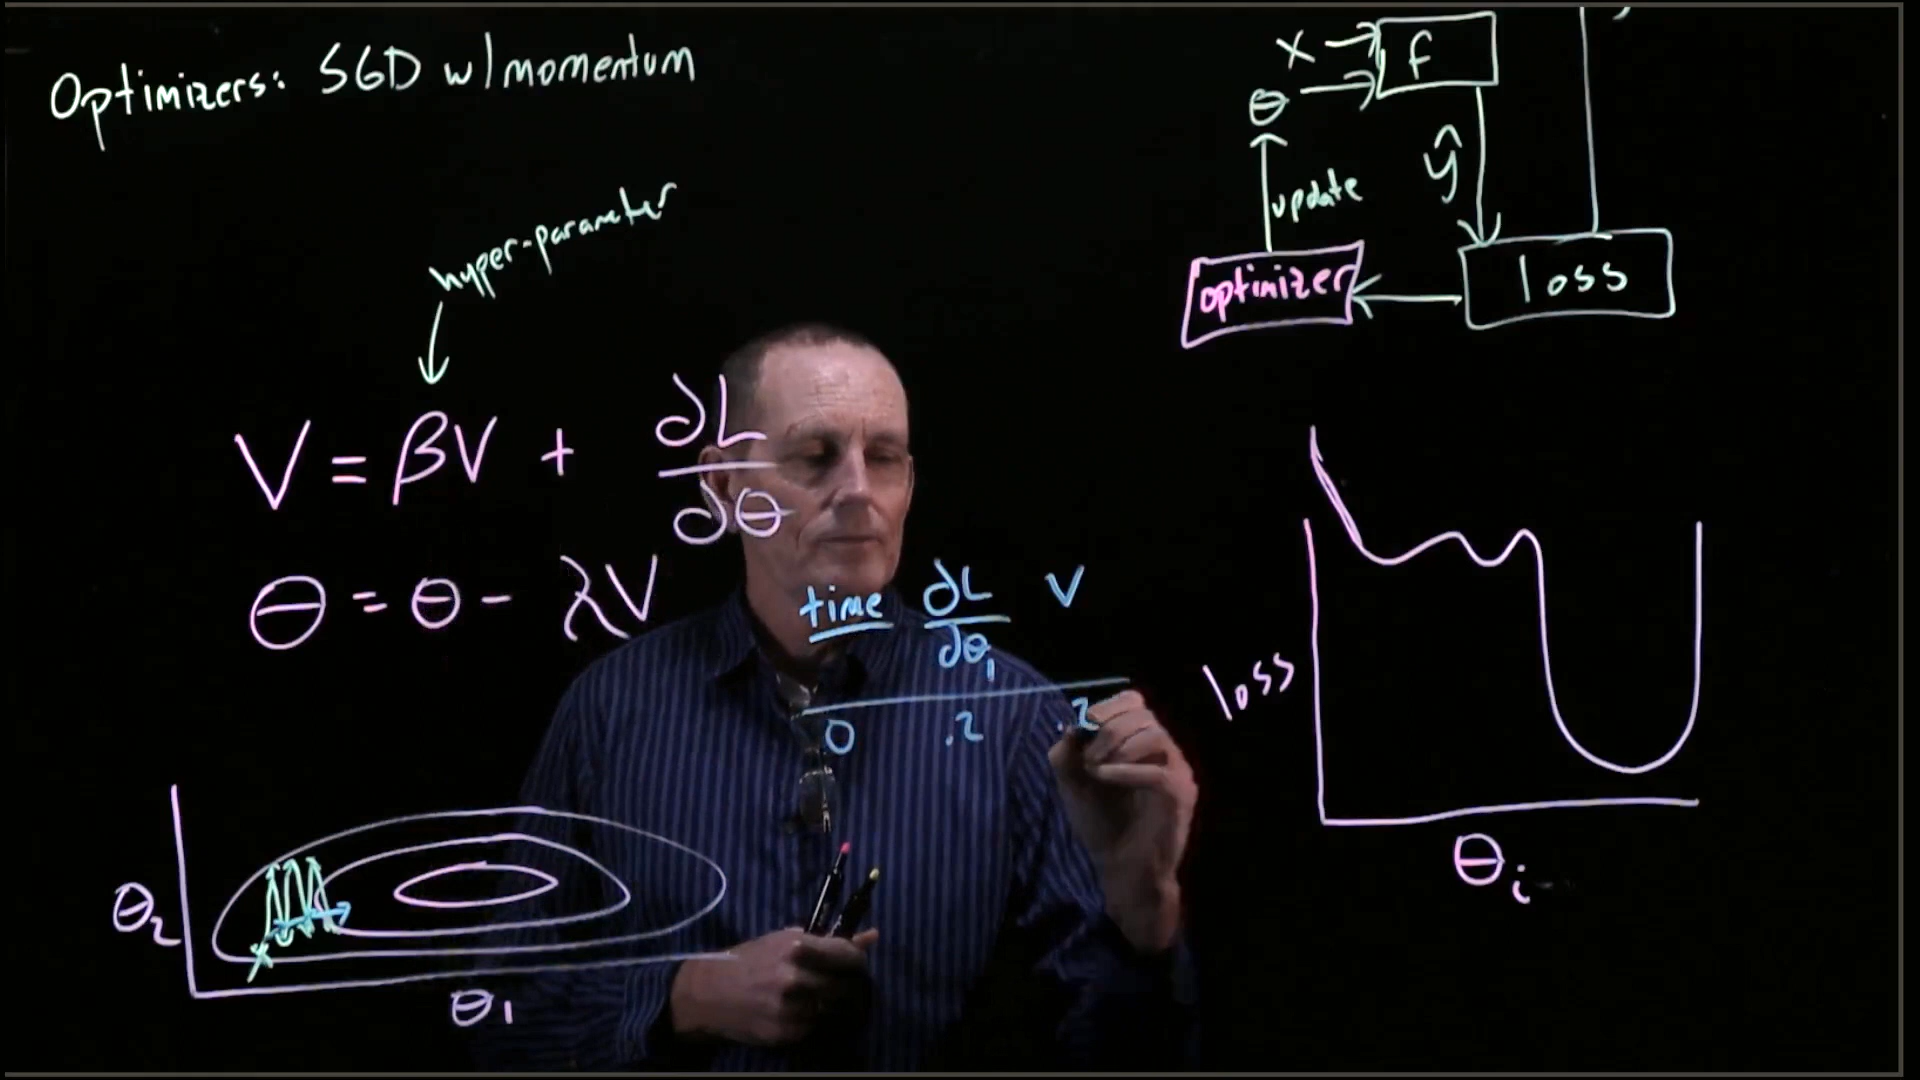 Optimizers: SGD w/momentum
hyper-parameter
V = βV + ∂L/∂θ
θ = θ - λV
time ∂L/∂θ₁ V
0 .2 .2
θ₂
θ₁
x
θ
f
ŷ
update
optimizer
loss
loss
θᵢ